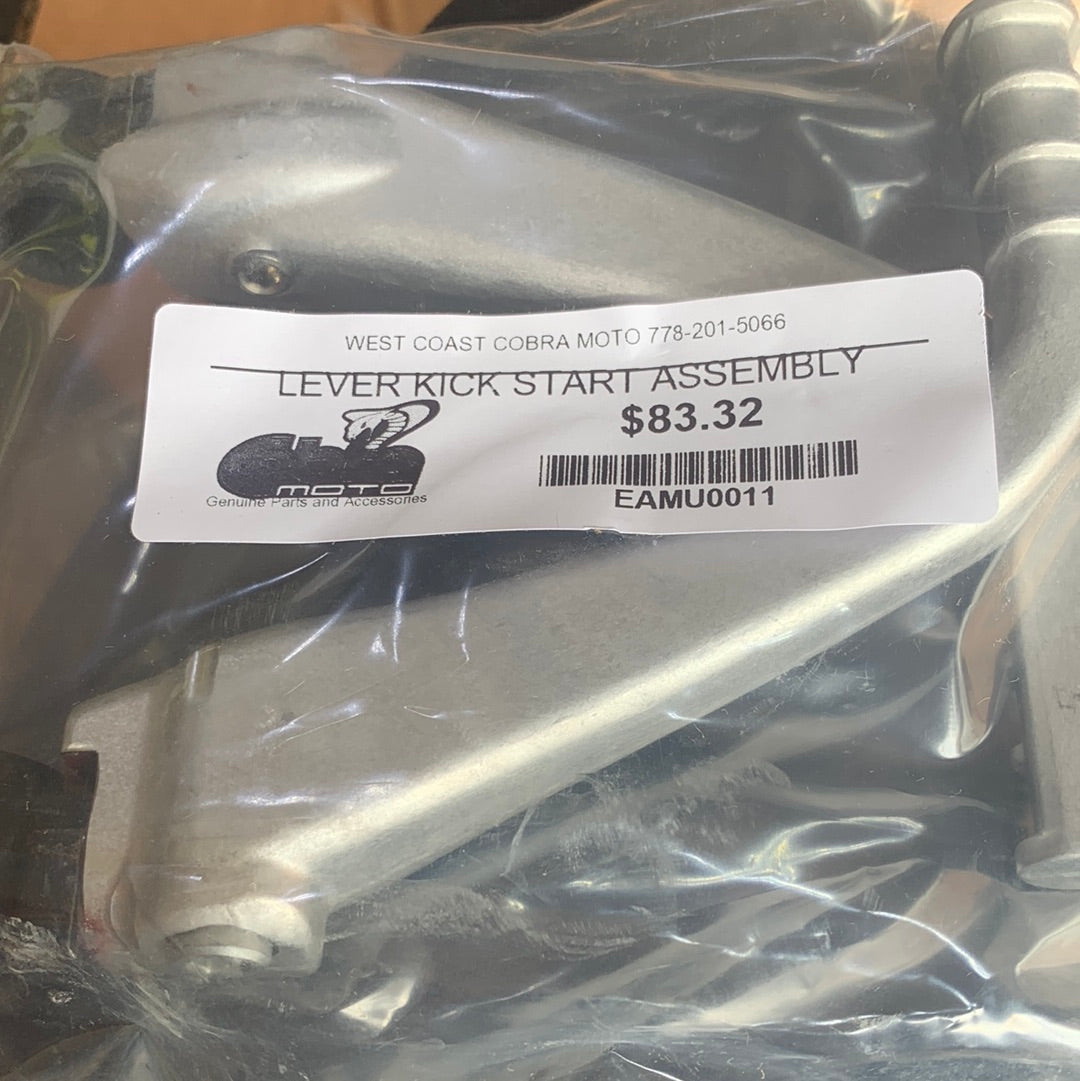 WEST COAST COBRA MOTO 778-201-5066
LEVER KICK START ASSEMBLY
$83.32
Cobra
MOTO
Genuine Parts and Accessories
EAMU0011